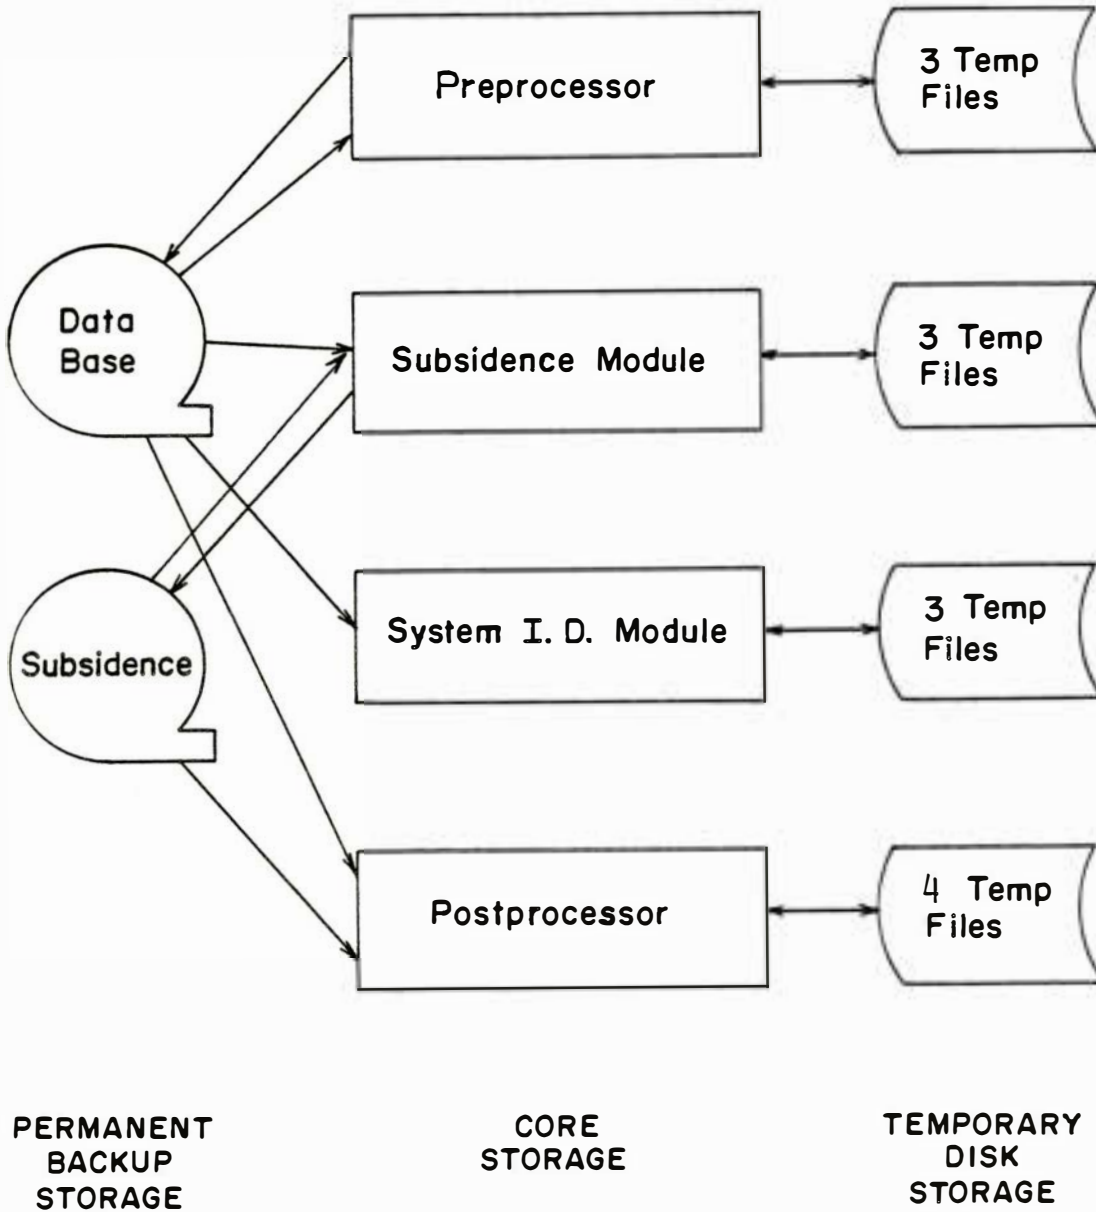 Preprocessor
3 Temp
Files
Data
Base
Subsidence Module
3 Temp
Files
Subsidence
System I. D. Module
3 Temp
Files
Postprocessor
4 Temp
Files
PERMANENT
BACKUP
STORAGE
CORE
STORAGE
TEMPORARY
DISK
STORAGE